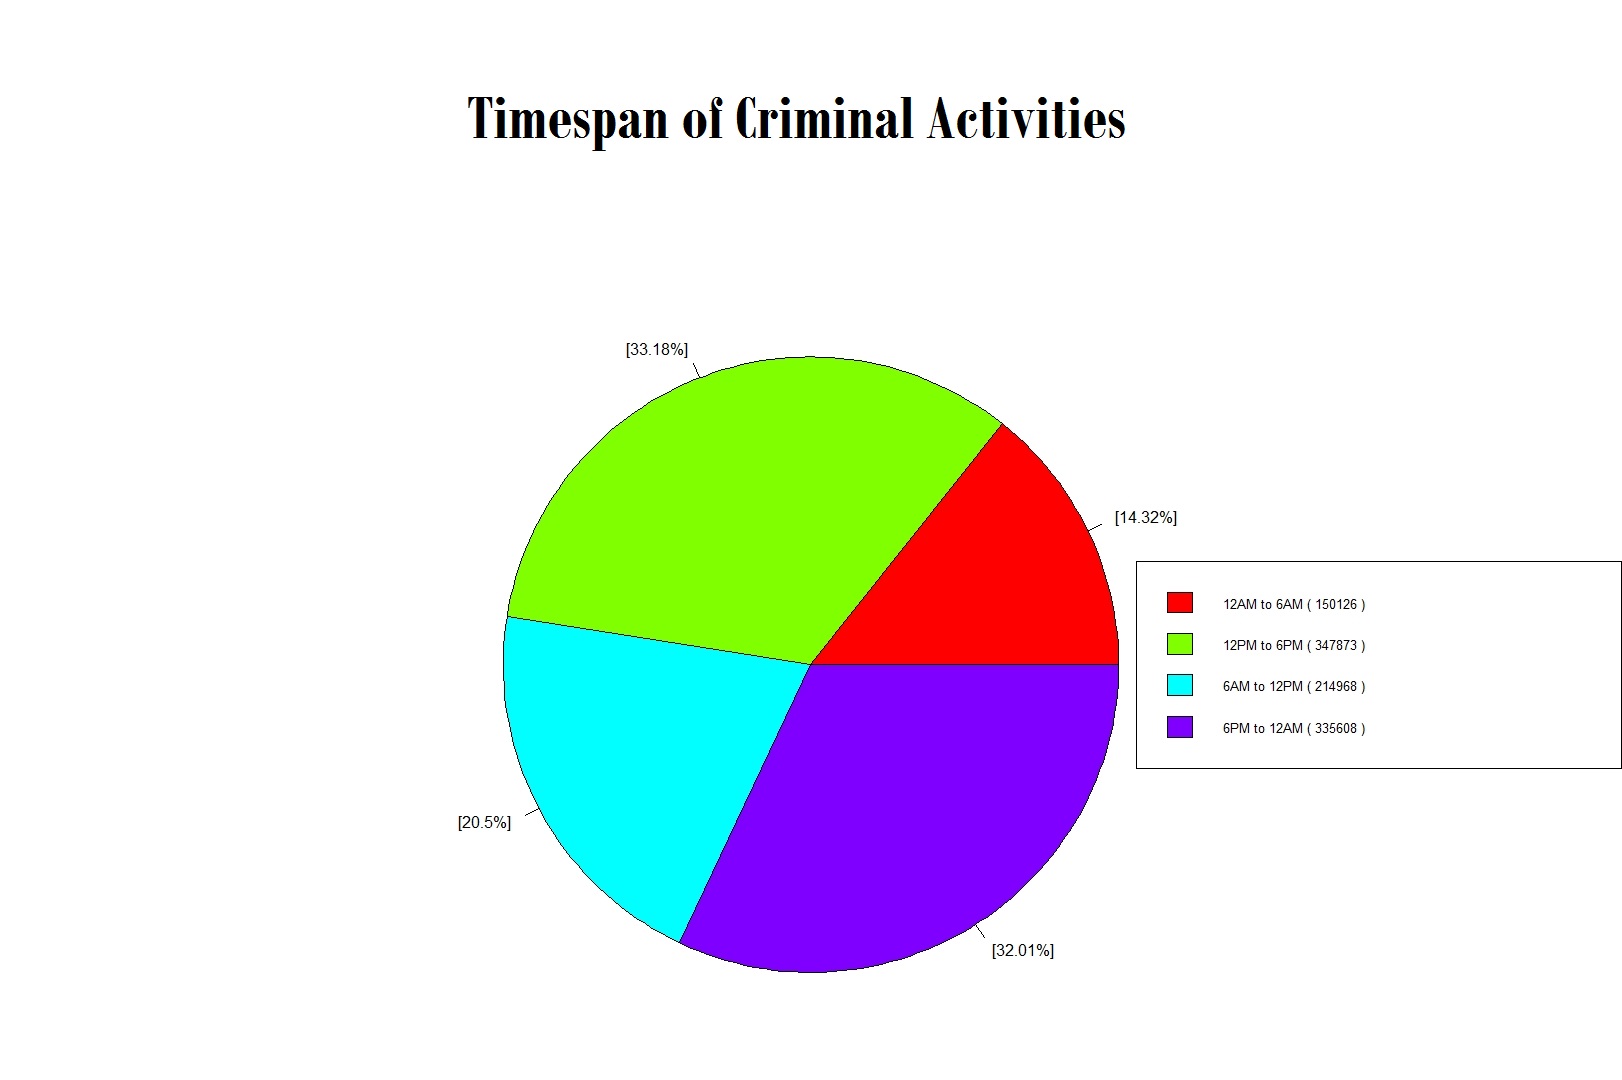 Timespan of Criminal Activities
[33.18%]
[14.32%]
12AM to 6AM ( 150126 )
12PM to 6PM ( 347873 )
6AM to 12PM ( 214968 )
6PM to 12AM ( 335608 )
[20.5%]
[32.01%]